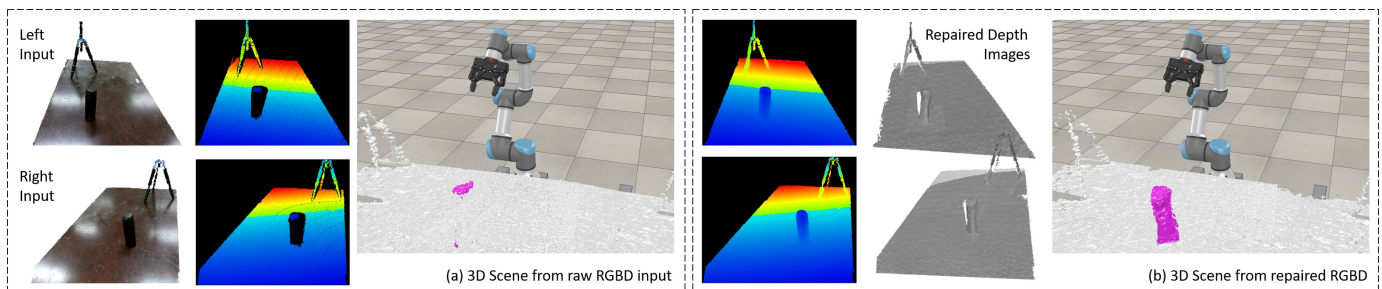 Left
Input
Right
Input
(a) 3D Scene from raw RGBD input
Repaired Depth
Images
(b) 3D Scene from repaired RGBD